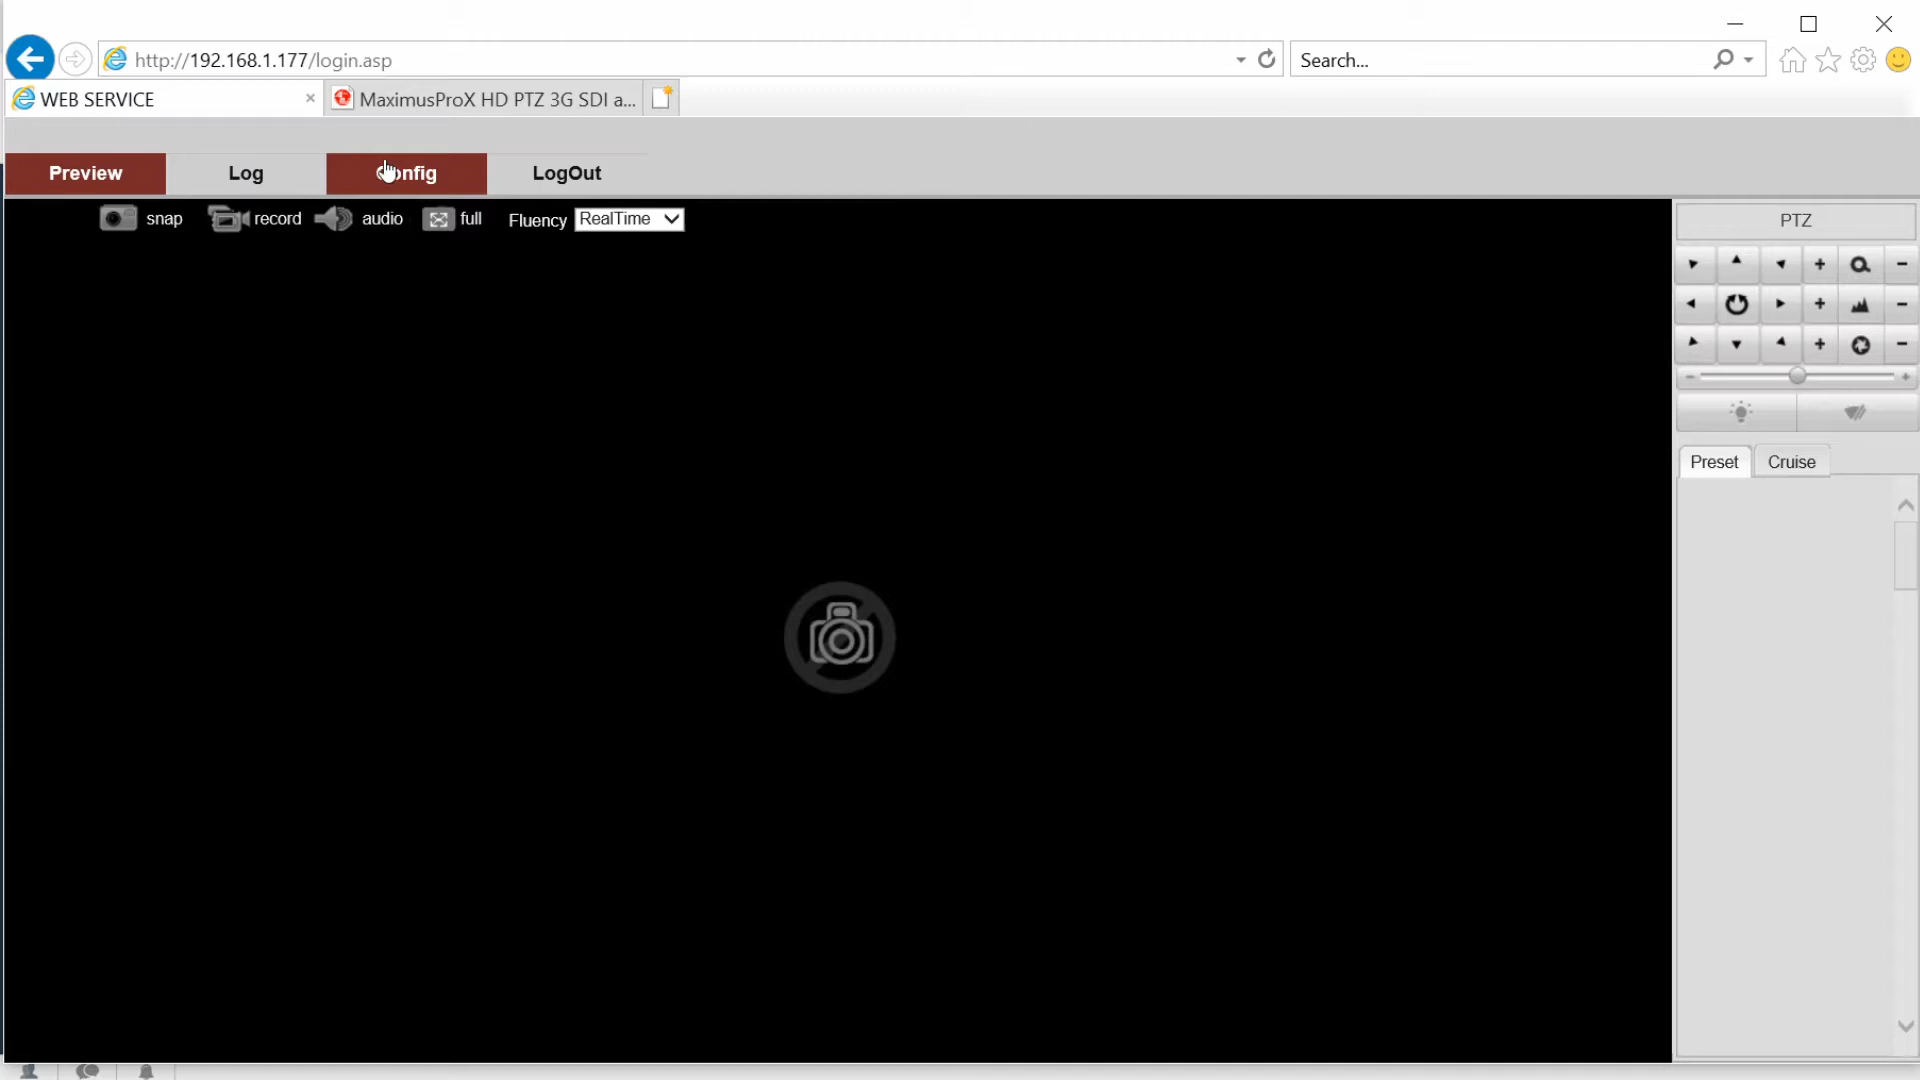 http://192.168.1.177/login.asp
Search...
WEB SERVICE
MaximusProX HD PTZ 3G SDI a...
Preview
Log
Config
LogOut
snap
record
audio
full
Fluency
RealTime
PTZ
Preset
Cruise